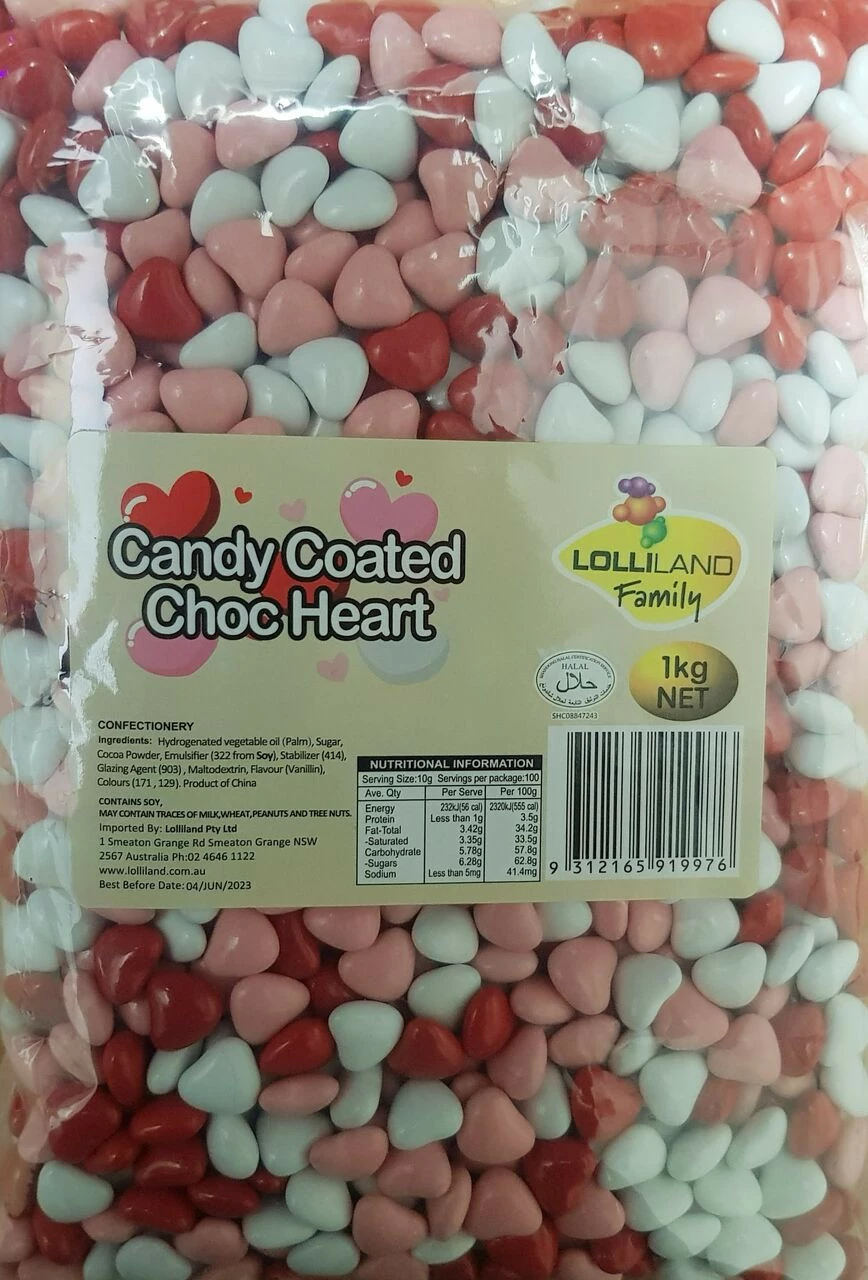 Candy Coated
Choc Heart
LOLLILAND
Family
HALAL
حلال
SHC08847243
1kg
NET
CONFECTIONERY
Ingredients: Hydrogenated vegetable oil (Palm), Sugar,
Cocoa Powder, Emulsifier (322 from Soy), Stabilizer (414),
Glazing Agent (903) , Maltodextrin, Flavour (Vanillin),
Colours (171 , 129). Product of China
CONTAINS SOY,
MAY CONTAIN TRACES OF MILK,WHEAT,PEANUTS AND TREE NUTS.
Imported By: Lolliland Pty Ltd
1 Smeaton Grange Rd Smeaton Grange NSW
2567 Australia Ph:02 4646 1122
www.lolliland.com.au
Best Before Date: 04/JUN/2023
NUTRITIONAL INFORMATION
Serving Size:10g Servings per package:100
Ave. Qty Per Serve Per 100g
Energy 232kJ(56 cal) 2320kJ(555 cal)
Protein Less than 1g 3.5g
Fat-Total 3.42g 34.2g
-Saturated 3.35g 33.5g
Carbohydrate 5.78g 57.8g
-Sugars 6.28g 62.8g
Sodium Less than 5mg 41.4mg
9 312165 919976